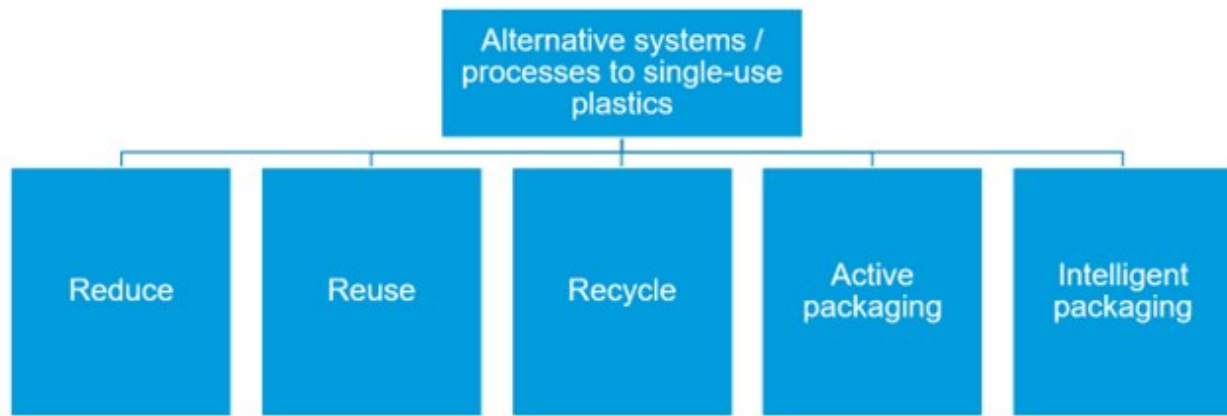 Alternative systems /
processes to single-use
plastics
Reduce
Reuse
Recycle
Active
packaging
Intelligent
packaging